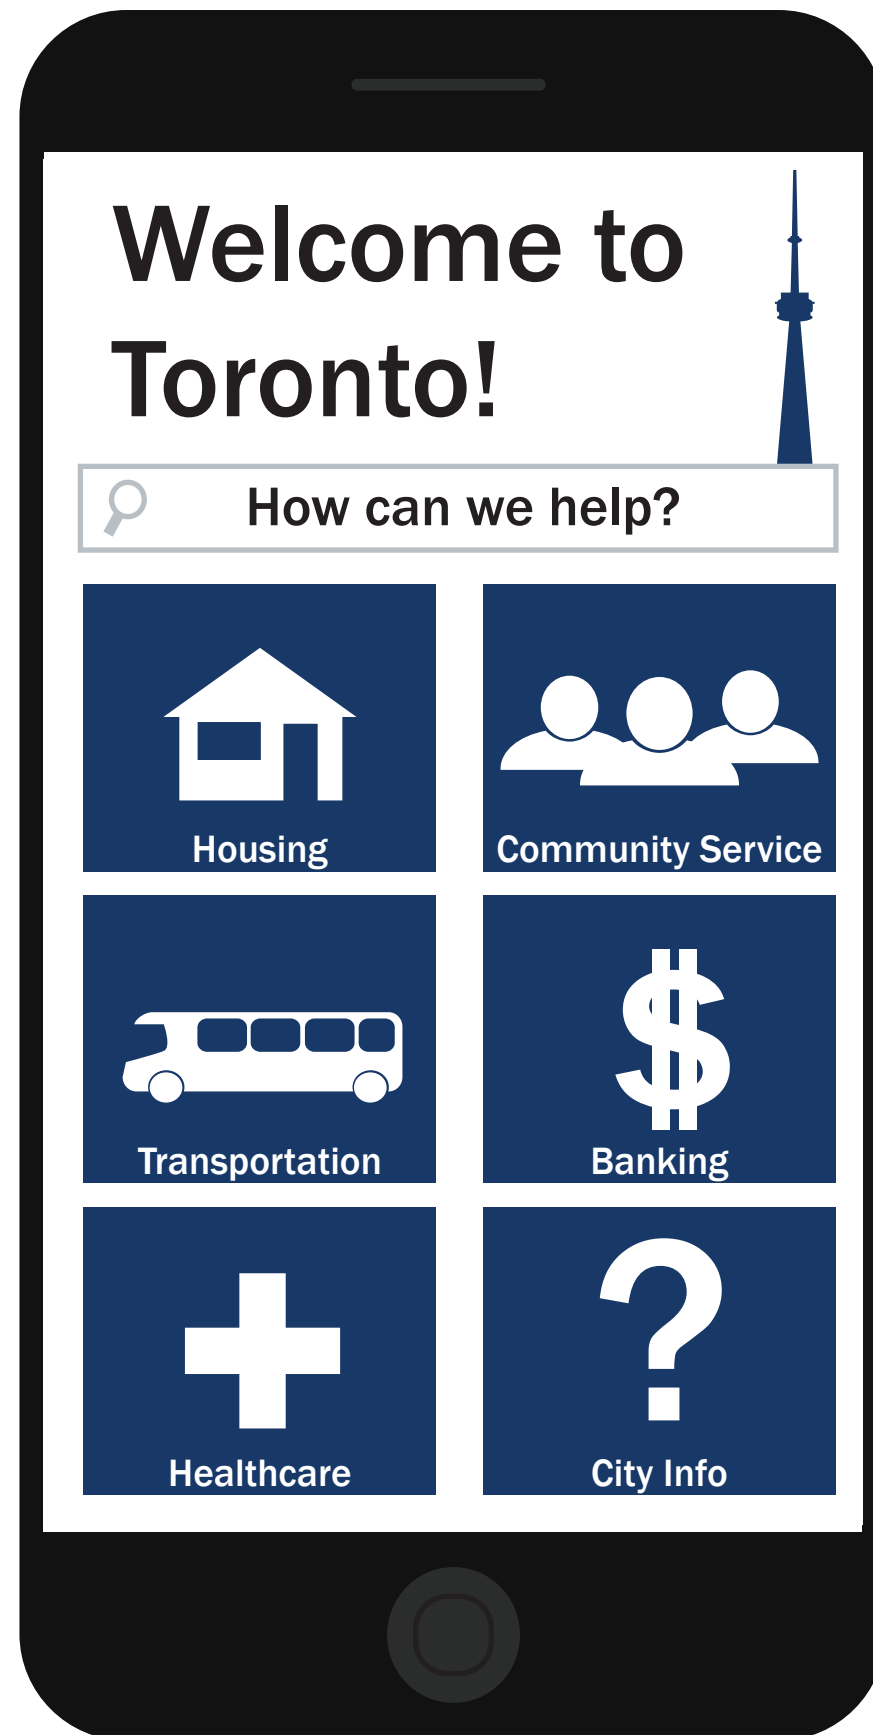 Welcome to
Toronto!
How can we help?
Housing
Community Service
Transportation
$
Banking
Healthcare
?
City Info